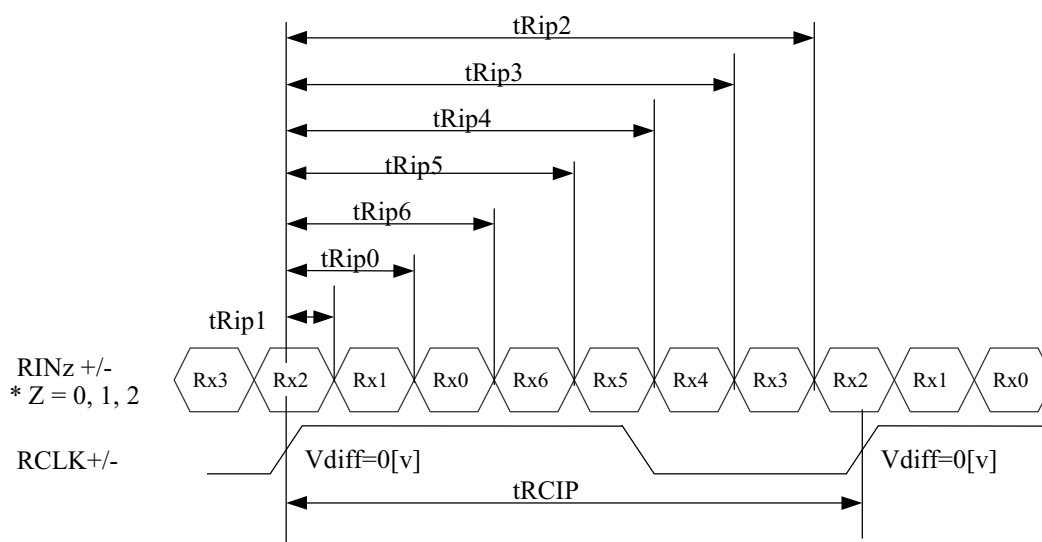 tRip2
tRip3
tRip4
tRip5
tRip6
tRip0
tRip1
RINz +/-
* Z = 0, 1, 2
Rx3 Rx2 Rx1 Rx0 Rx6 Rx5 Rx4 Rx3 Rx2 Rx1 Rx0
RCLK+/-
Vdiff=0[v] Vdiff=0[v]
tRCIP